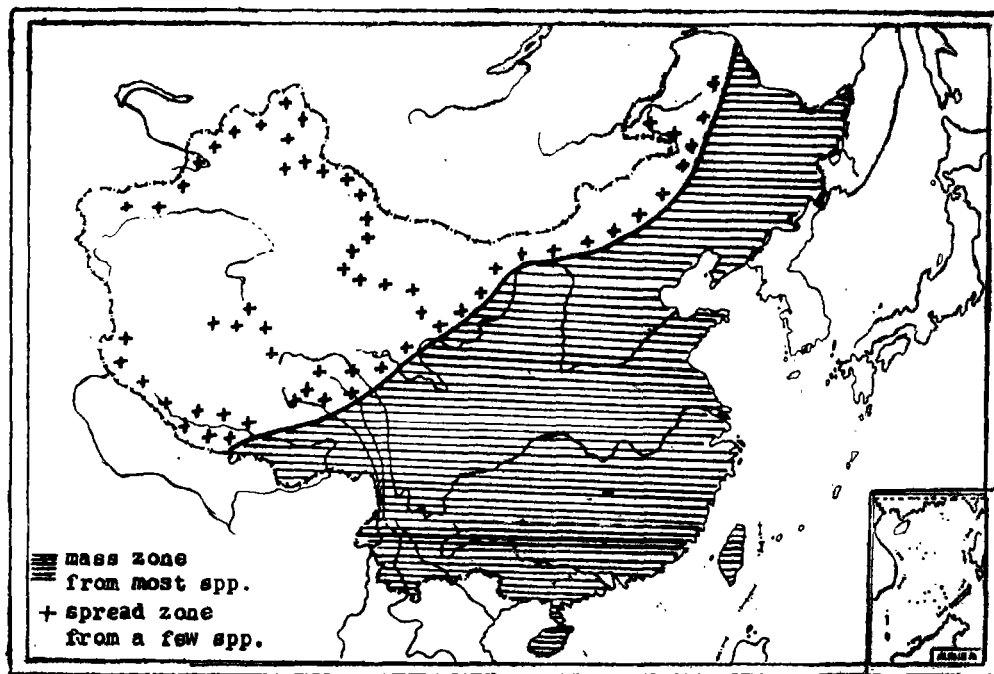 mass zone
from most spp.
+ spread zone
from a few spp.